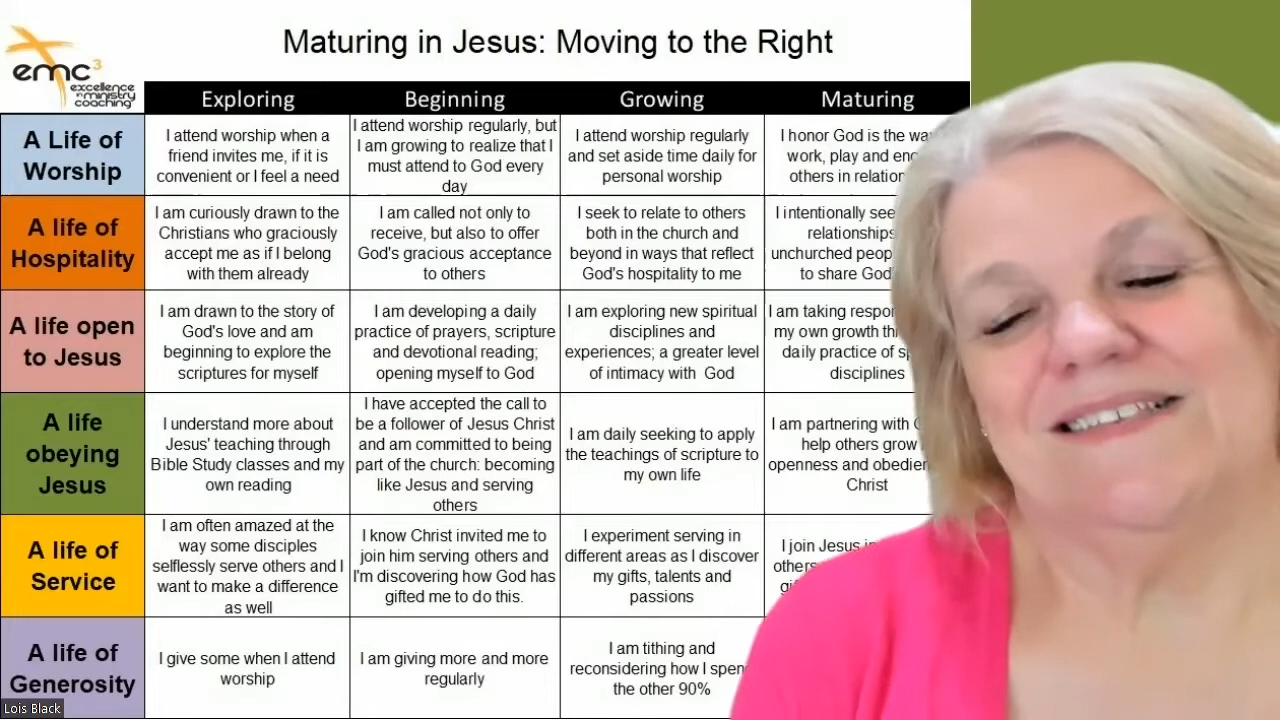 Maturing in Jesus: Moving to the Right
emc3
excellence
in ministry
coaching
Exploring
Beginning
Growing
Maturing
A Life of
Worship
I attend worship when a
friend invites me, if it is
convenient or I feel a need
I attend worship regularly, but
I am growing to realize that I
must attend to God every
day
I attend worship regularly
and set aside time daily for
personal worship
I honor God is the
work, play and
others in
A life of
Hospitality
I am curiously drawn to the
Christians who graciously
accept me as if I belong
with them already
I am called not only to
receive, but also to offer
God's gracious acceptance
to others
I seek to relate to others
both in the church and
beyond in ways that reflect
God's hospitality to me
I intentionally
relationships
unchurched
to share
A life open
to Jesus
I am drawn to the story of
God's love and am
beginning to explore the
scriptures for myself
I am developing a daily
practice of prayers, scripture
and devotional reading;
opening myself to God
I am exploring new spiritual
disciplines and
experiences; a greater level
of intimacy with God
I am taking
my own growth
daily practice of
disciplines
A life
obeying
Jesus
I understand more about
Jesus' teaching through
Bible Study classes and my
own reading
I have accepted the call to
be a follower of Jesus Christ
and am committed to being
part of the church: becoming
like Jesus and serving
others
I am daily seeking to apply
the teachings of scripture to
my own life
I am partnering with
help others grow
openness and
Christ
A life of
Service
I am often amazed at the
way some disciples
selflessly serve others and I
want to make a difference
as well
I know Christ invited me to
join him serving others and
I'm discovering how God has
gifted me to do this.
I experiment serving in
different areas as I discover
my gifts, talents and
passions
I join Jesus
others
A life of
Generosity
I give some when I attend
worship
I am giving more and more
regularly
I am tithing and
reconsidering how I spend
the other 90%
Lois Black